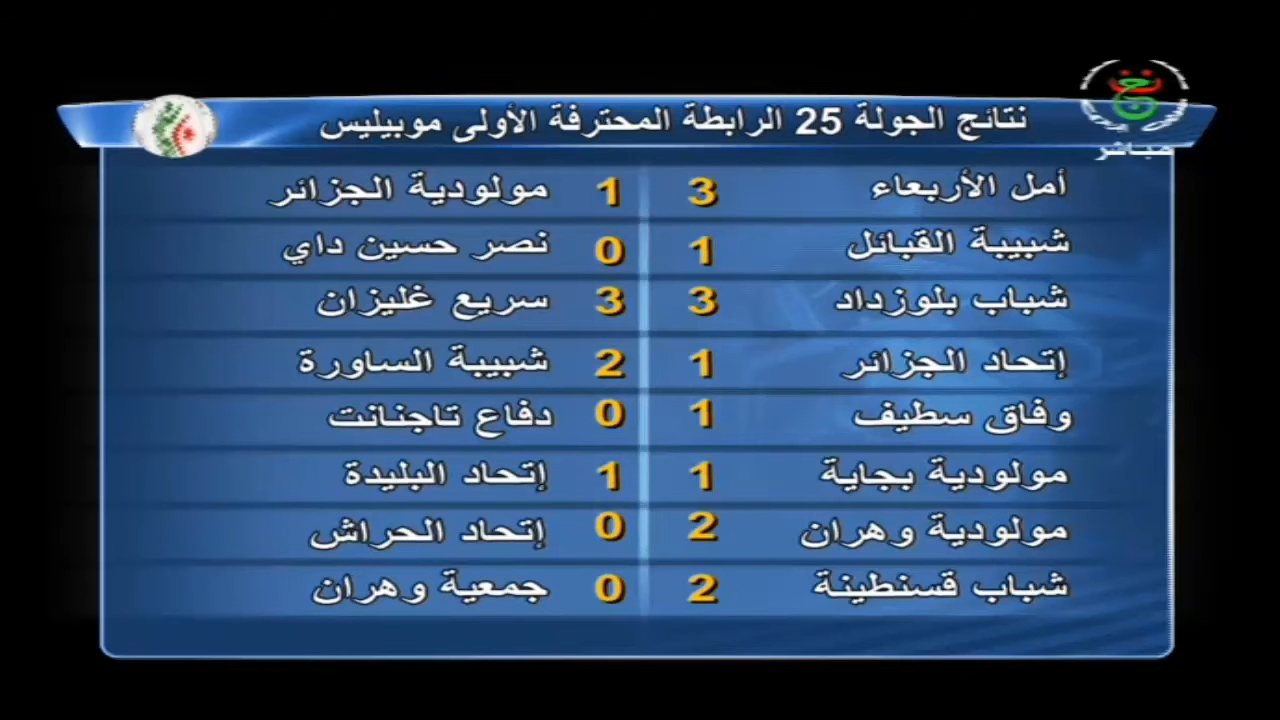 نتائج الجولة 25 الرابطة المحترفة الأولى موبيليس
مباشر
أمل الأربعاء 3 1 مولودية الجزائر
شبيبة القبائل 1 0 نصر حسين داي
شباب بلوزداد 3 3 سريع غليزان
إتحاد الجزائر 1 2 شبيبة الساورة
وفاق سطيف 1 0 دفاع تاجنانت
مولودية بجاية 1 1 إتحاد البليدة
مولودية وهران 2 0 إتحاد الحراش
شباب قسنطينة 2 0 جمعية وهران